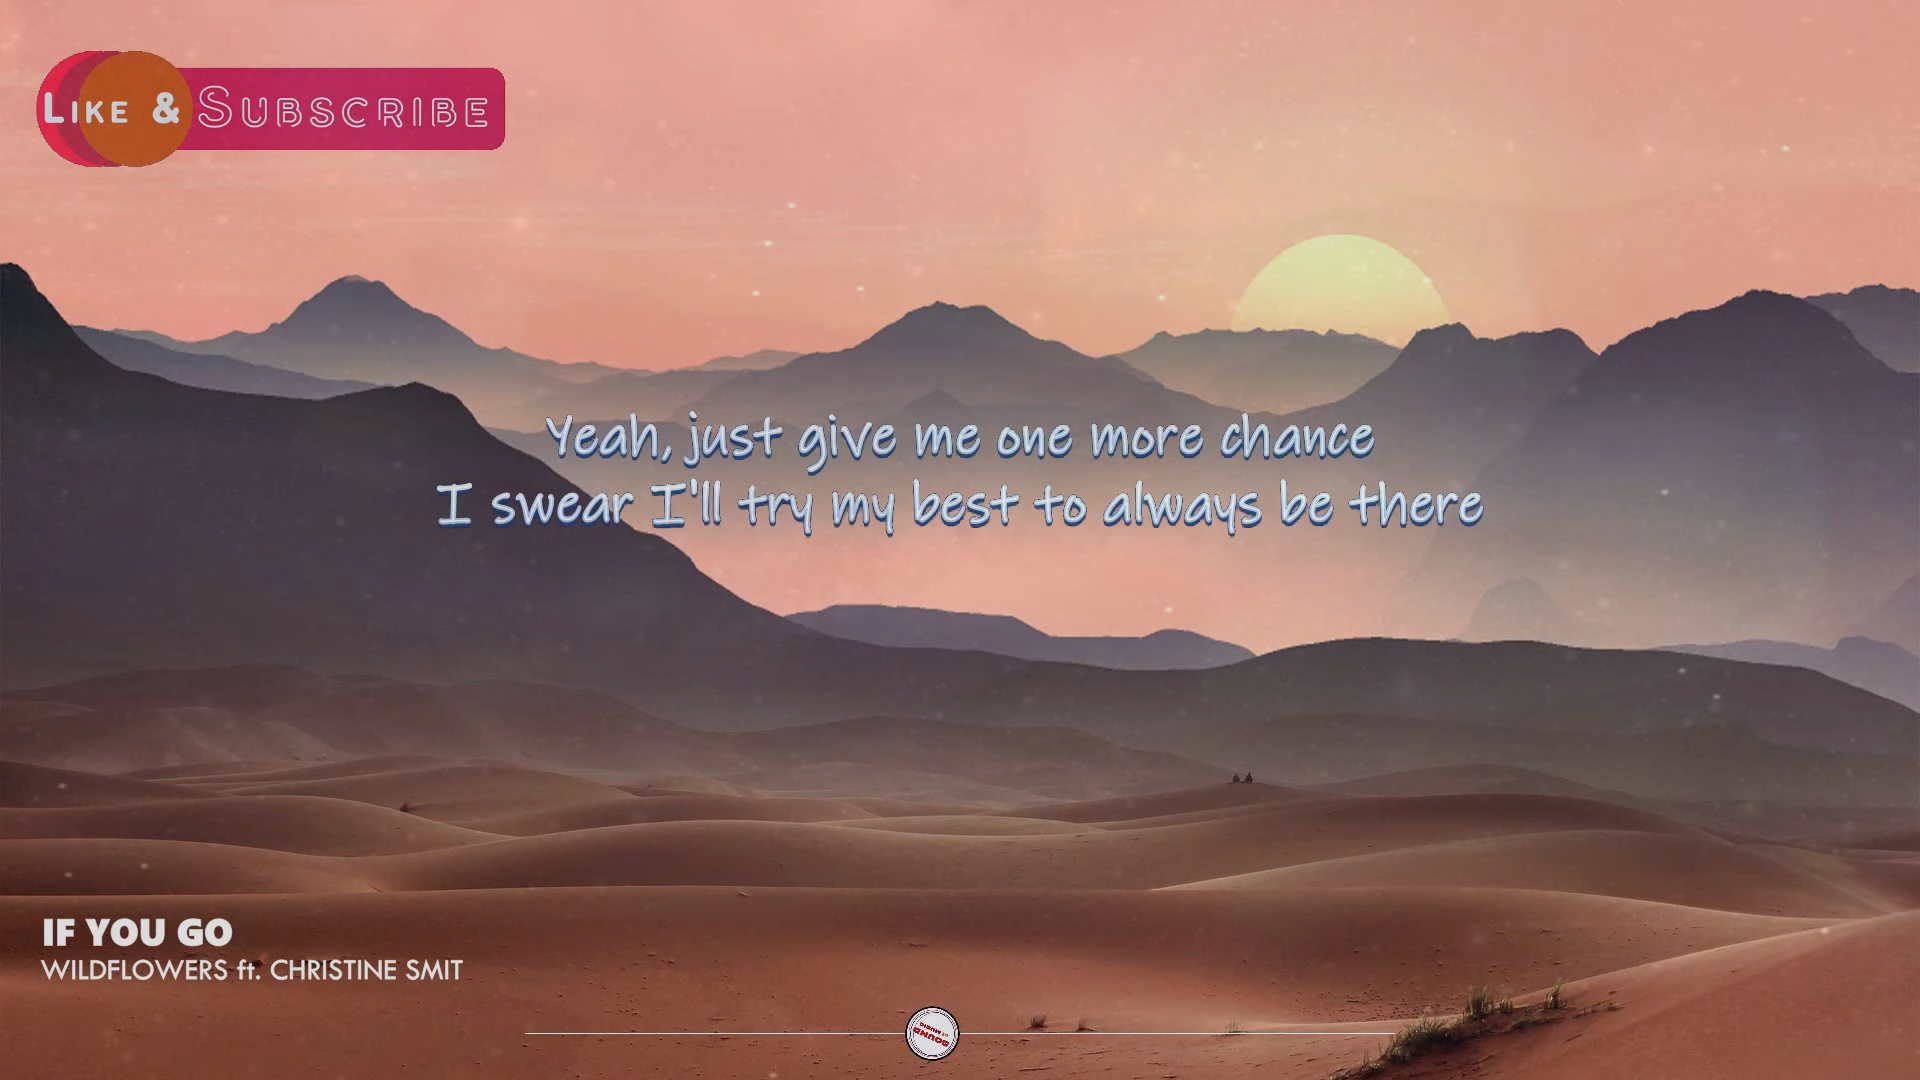 LIKE & SUBSCRIBE
Yeah, just give me one more chance
I swear I'll try my best to always be there
IF YOU GO
WILDFLOWERS ft. CHRISTINE SMIT
SOUND